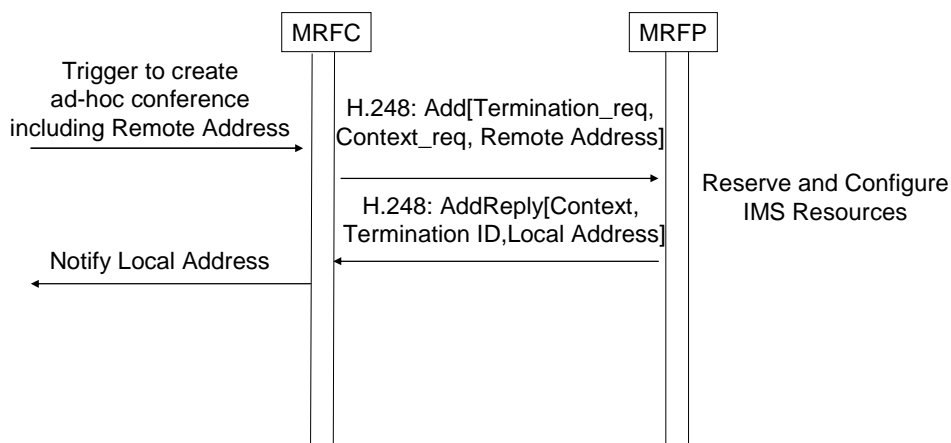 MRFC
MRFP
Trigger to create
ad-hoc conference
including Remote Address
H.248: Add[Termination_req,
Context_req, Remote Address]
Reserve and Configure
IMS Resources
H.248: AddReply[Context,
Termination ID,Local Address]
Notify Local Address